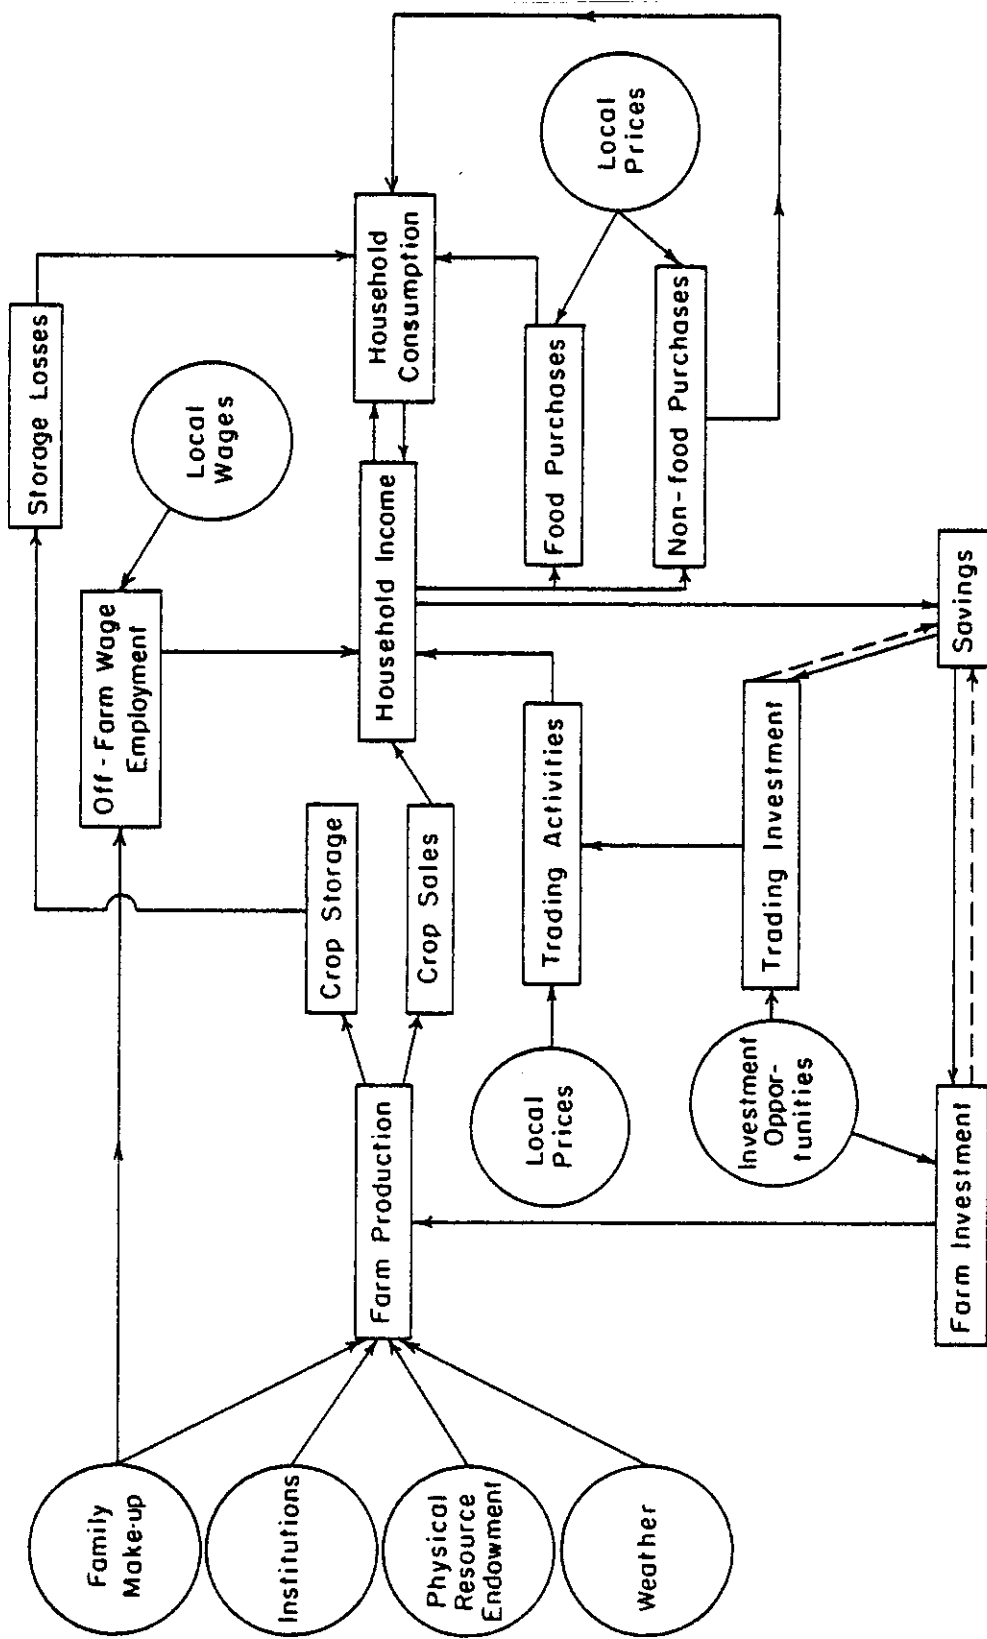 Family
Make-up
Institutions
Physical
Resource
Endowment
Weather
Farm Production
Farm Investment
Crop Storage
Crop Sales
Local
Prices
Investment
Oppor-
tunities
Off-Farm Wage
Employment
Trading Activities
Trading Investment
Local
Wages
Household Income
Savings
Storage Losses
Household
Consumption
Food Purchases
Non-food Purchases
Local
Prices